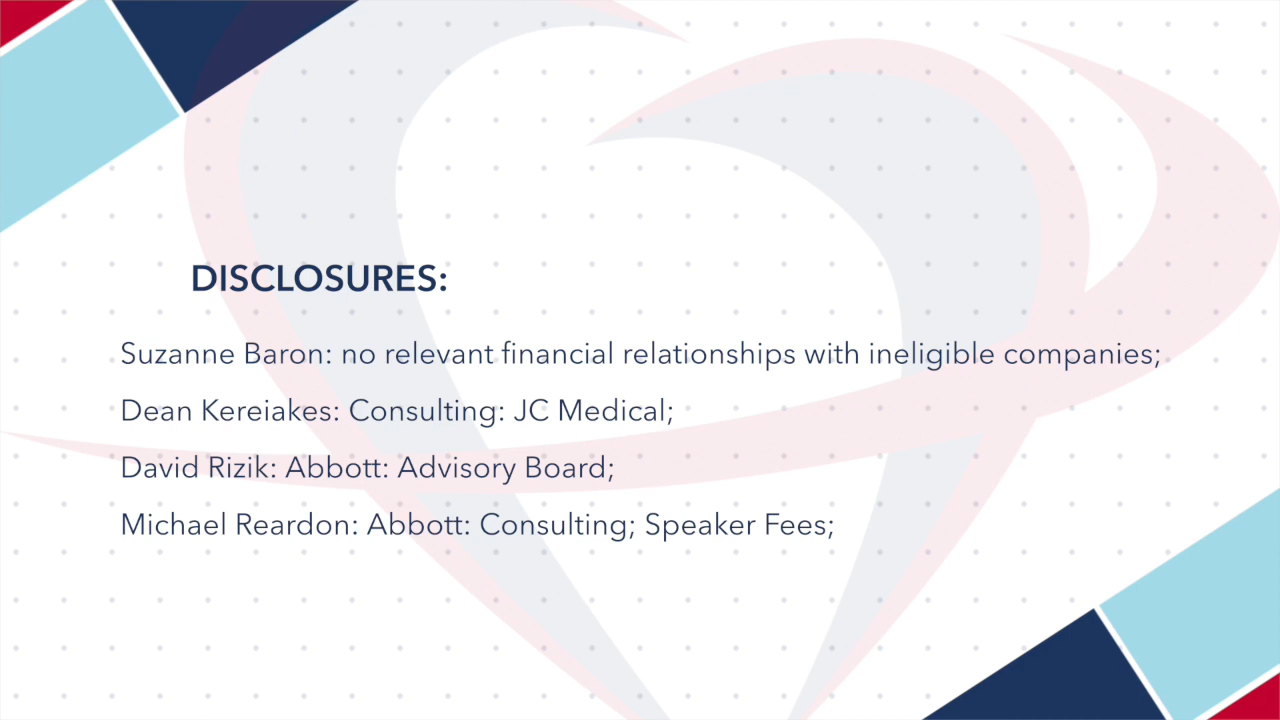 DISCLOSURES:
Suzanne Baron: no relevant financial relationships with ineligible companies;
Dean Kereiakes: Consulting: JC Medical;
David Rizik: Abbott: Advisory Board;
Michael Reardon: Abbott: Consulting; Speaker Fees;